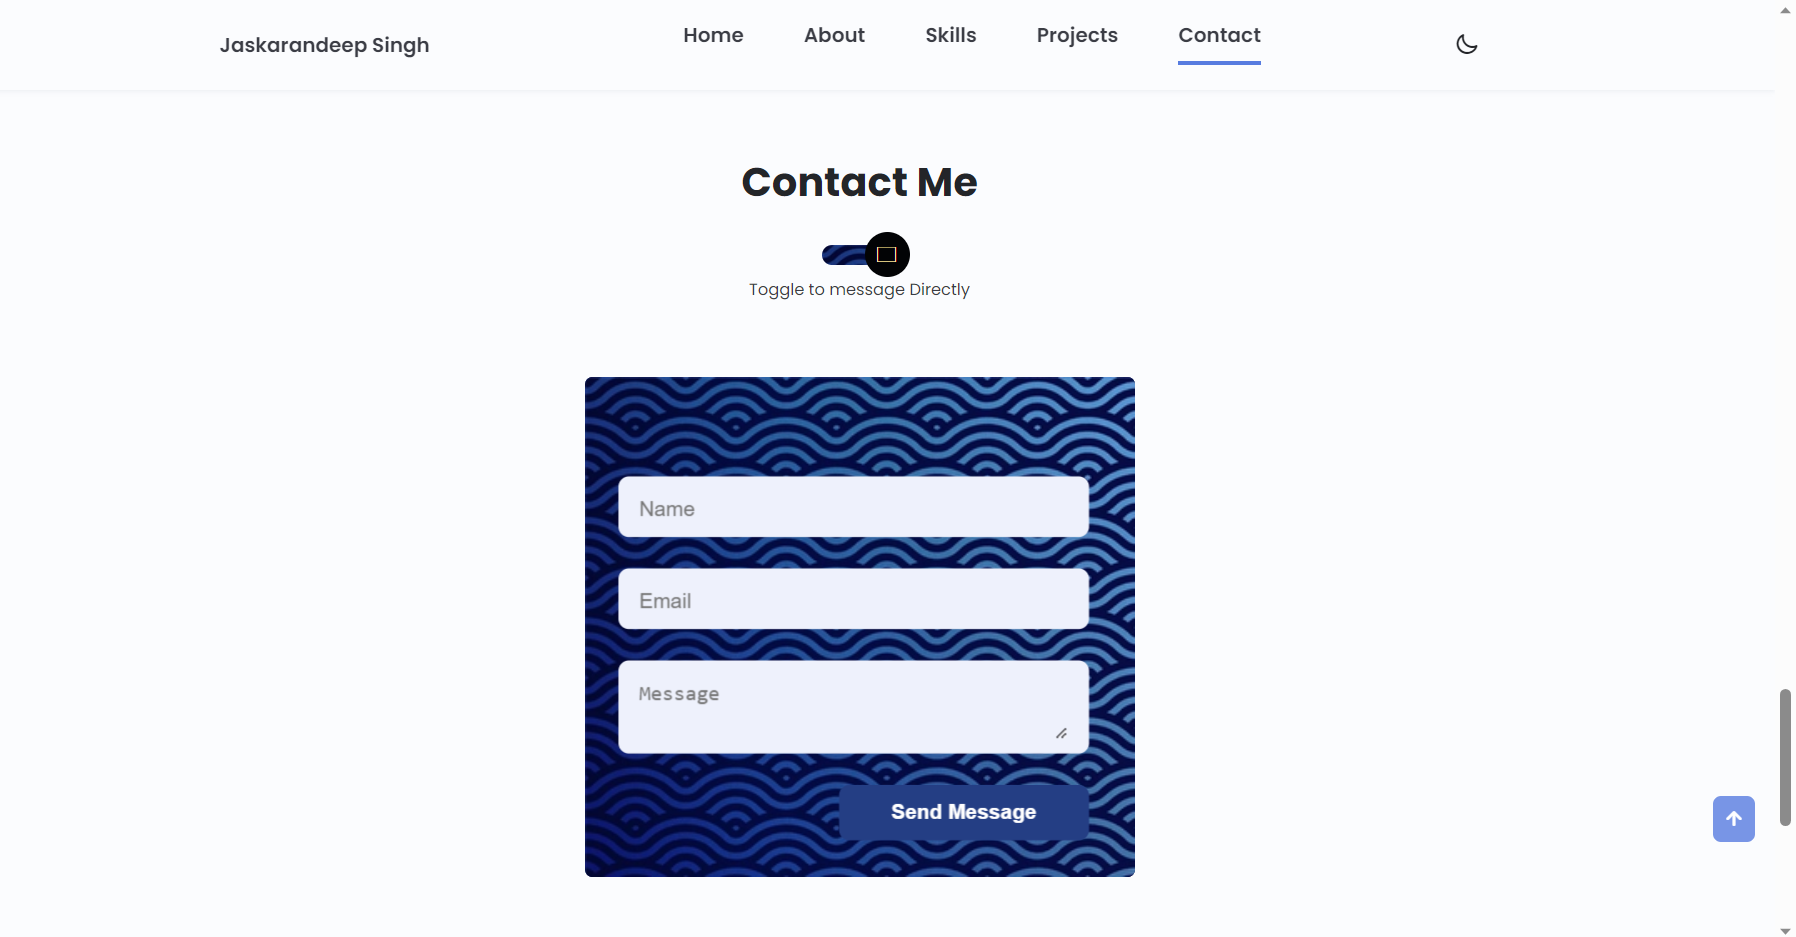 Jaskarandeep Singh
Home
About
Skills
Projects
Contact
Contact Me
Toggle to message Directly
Name
Email
Message
Send Message